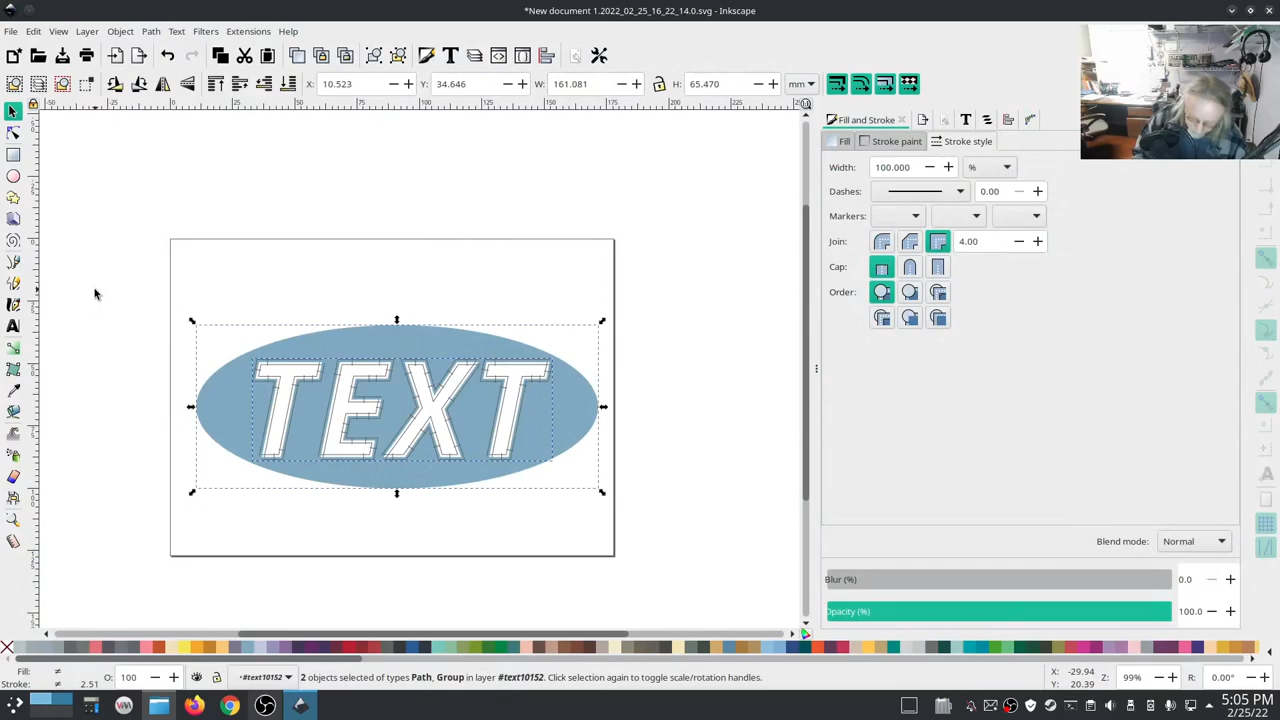 *New document 1.2022_02_25_16_22_14.0.svg - Inkscape
File Edit View Layer Object Path Text Filters Extensions Help
X: 10.523 Y: 34.646 W: 161.081 H: 65.470 mm
Fill and Stroke
Fill Stroke paint Stroke style
Width: 100.000 %
Dashes: 0.00
Markers:
Join: 4.00
Cap:
Order:
TEXT
Blend mode: Normal
Blur (%) 0.0
Opacity (%) 100.0
Fill: ≠
Stroke: ≠ 2.51
O: 100
#text10152
2 objects selected of types Path, Group in layer #text10152. Click selection again to toggle scale/rotation handles.
X: -29.94
Y: 20.39
Z: 99%
R: 0.00°
5:05 PM
2/25/22